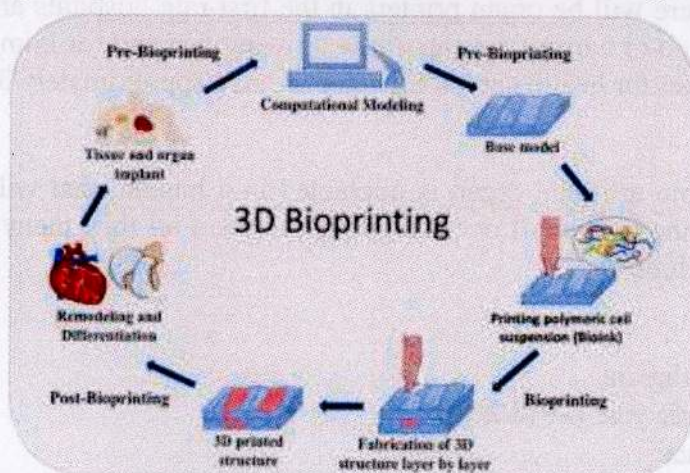 Pre-Bioprinting
Pre-Bioprinting
Computational Modeling
Base model
of
Tissue and organ
implant
3D Bioprinting
Printing polymeric cell
suspension (Bioink)
Remodeling and
Differentiation
Post-Bioprinting
Bioprinting
3D printed
structure
Fabrication of 3D
structure layer by layer